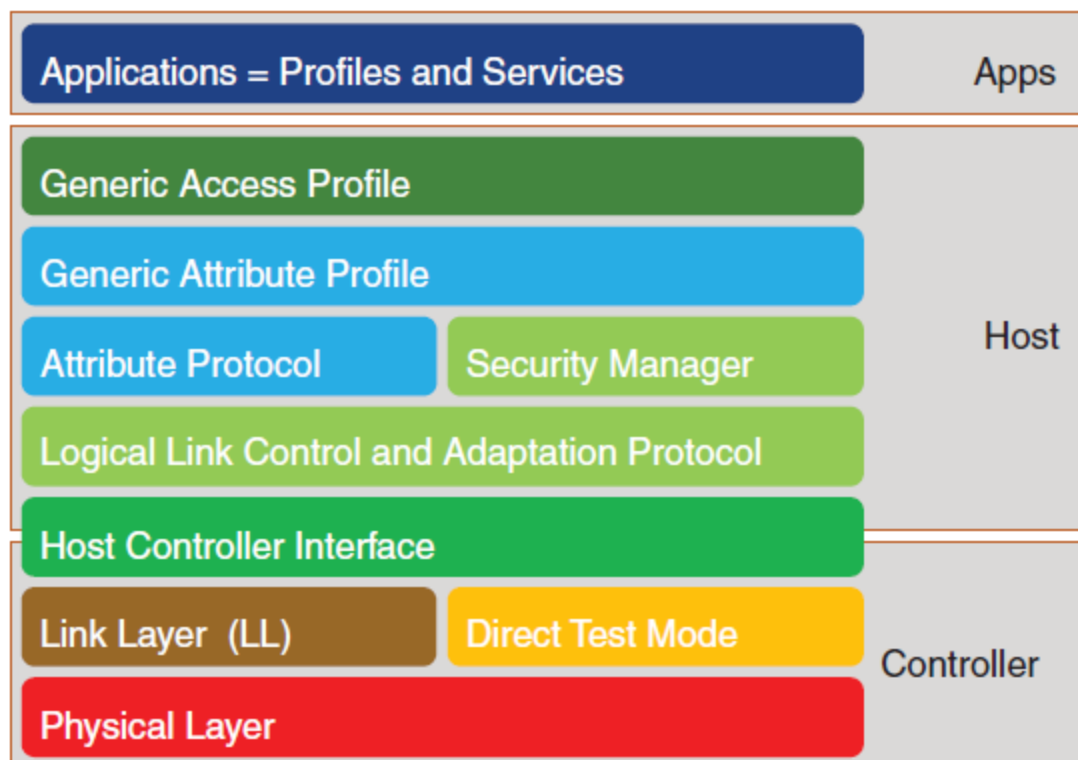 Applications = Profiles and Services
Apps
Generic Access Profile
Generic Attribute Profile
Host
Attribute Protocol
Security Manager
Logical Link Control and Adaptation Protocol
Host Controller Interface
Link Layer (LL)
Direct Test Mode
Controller
Physical Layer